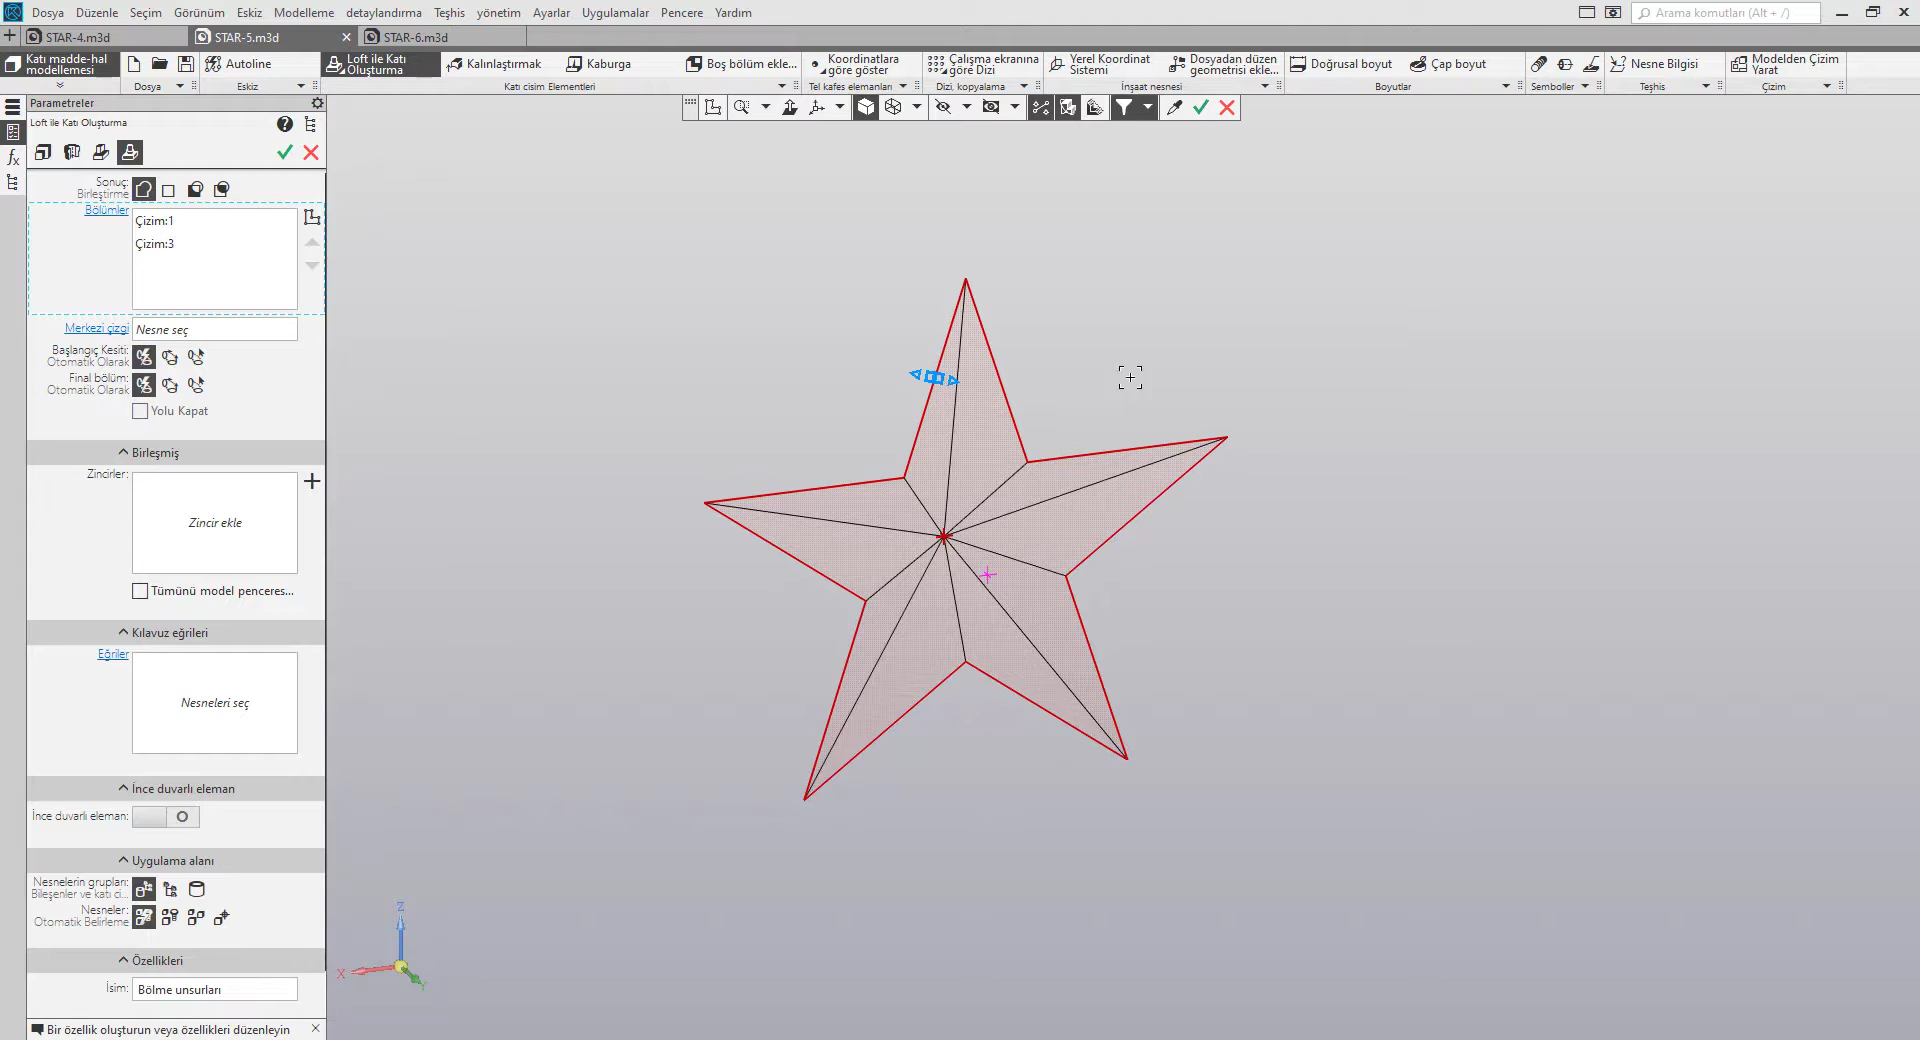 Dosya Düzenle Seçim Görünüm Eskiz Modelleme detaylandırma Teşhis yönetim Ayarlar Uygulamalar Pencere Yardım Arama komutları (Alt + /)
STAR-4.m3d STAR-5.m3d STAR-6.m3d
Katı madde-hal modellemesi
Autoline
Loft ile Katı Oluşturma
Kalınlaştırmak
Kaburga
Boş bölüm ekle...
Koordinatlara göre göster
Çalışma ekranına göre Dizi
Yerel Koordinat Sistemi
Dosyadan düzen geometrisi ekle...
Doğrusal boyut
Çap boyut
Nesne Bilgisi
Modelden Çizim Yarat
Dosya Eskiz Katı cisim Elementleri Tel kafes elemanları Dizi, kopyalama İnşaat nesnesi Boyutlar Semboller Teşhis Çizim
Parametreler
Loft ile Katı Oluşturma
Sonuç:
Birleştirme
Bölümler
Çizim:1
Çizim:3
Merkezi çizgi Nesne seç
Başlangıç Kesiti:
Otomatik Olarak
Final bölüm:
Otomatik Olarak
Yolu Kapat
Birleşmiş
Zincirler:
Zincir ekle
Tümünü model penceres...
Kılavuz eğrileri
Eğriler
Nesneleri seç
İnce duvarlı eleman
İnce duvarlı eleman:
Uygulama alanı
Nesnelerin grupları:
Bileşenler ve katı ci...
Nesneler:
Otomatik Belirleme
Özellikleri
İsim: Bölme unsurları
Bir özellik oluşturun veya özellikleri düzenleyin
Z
X
Y